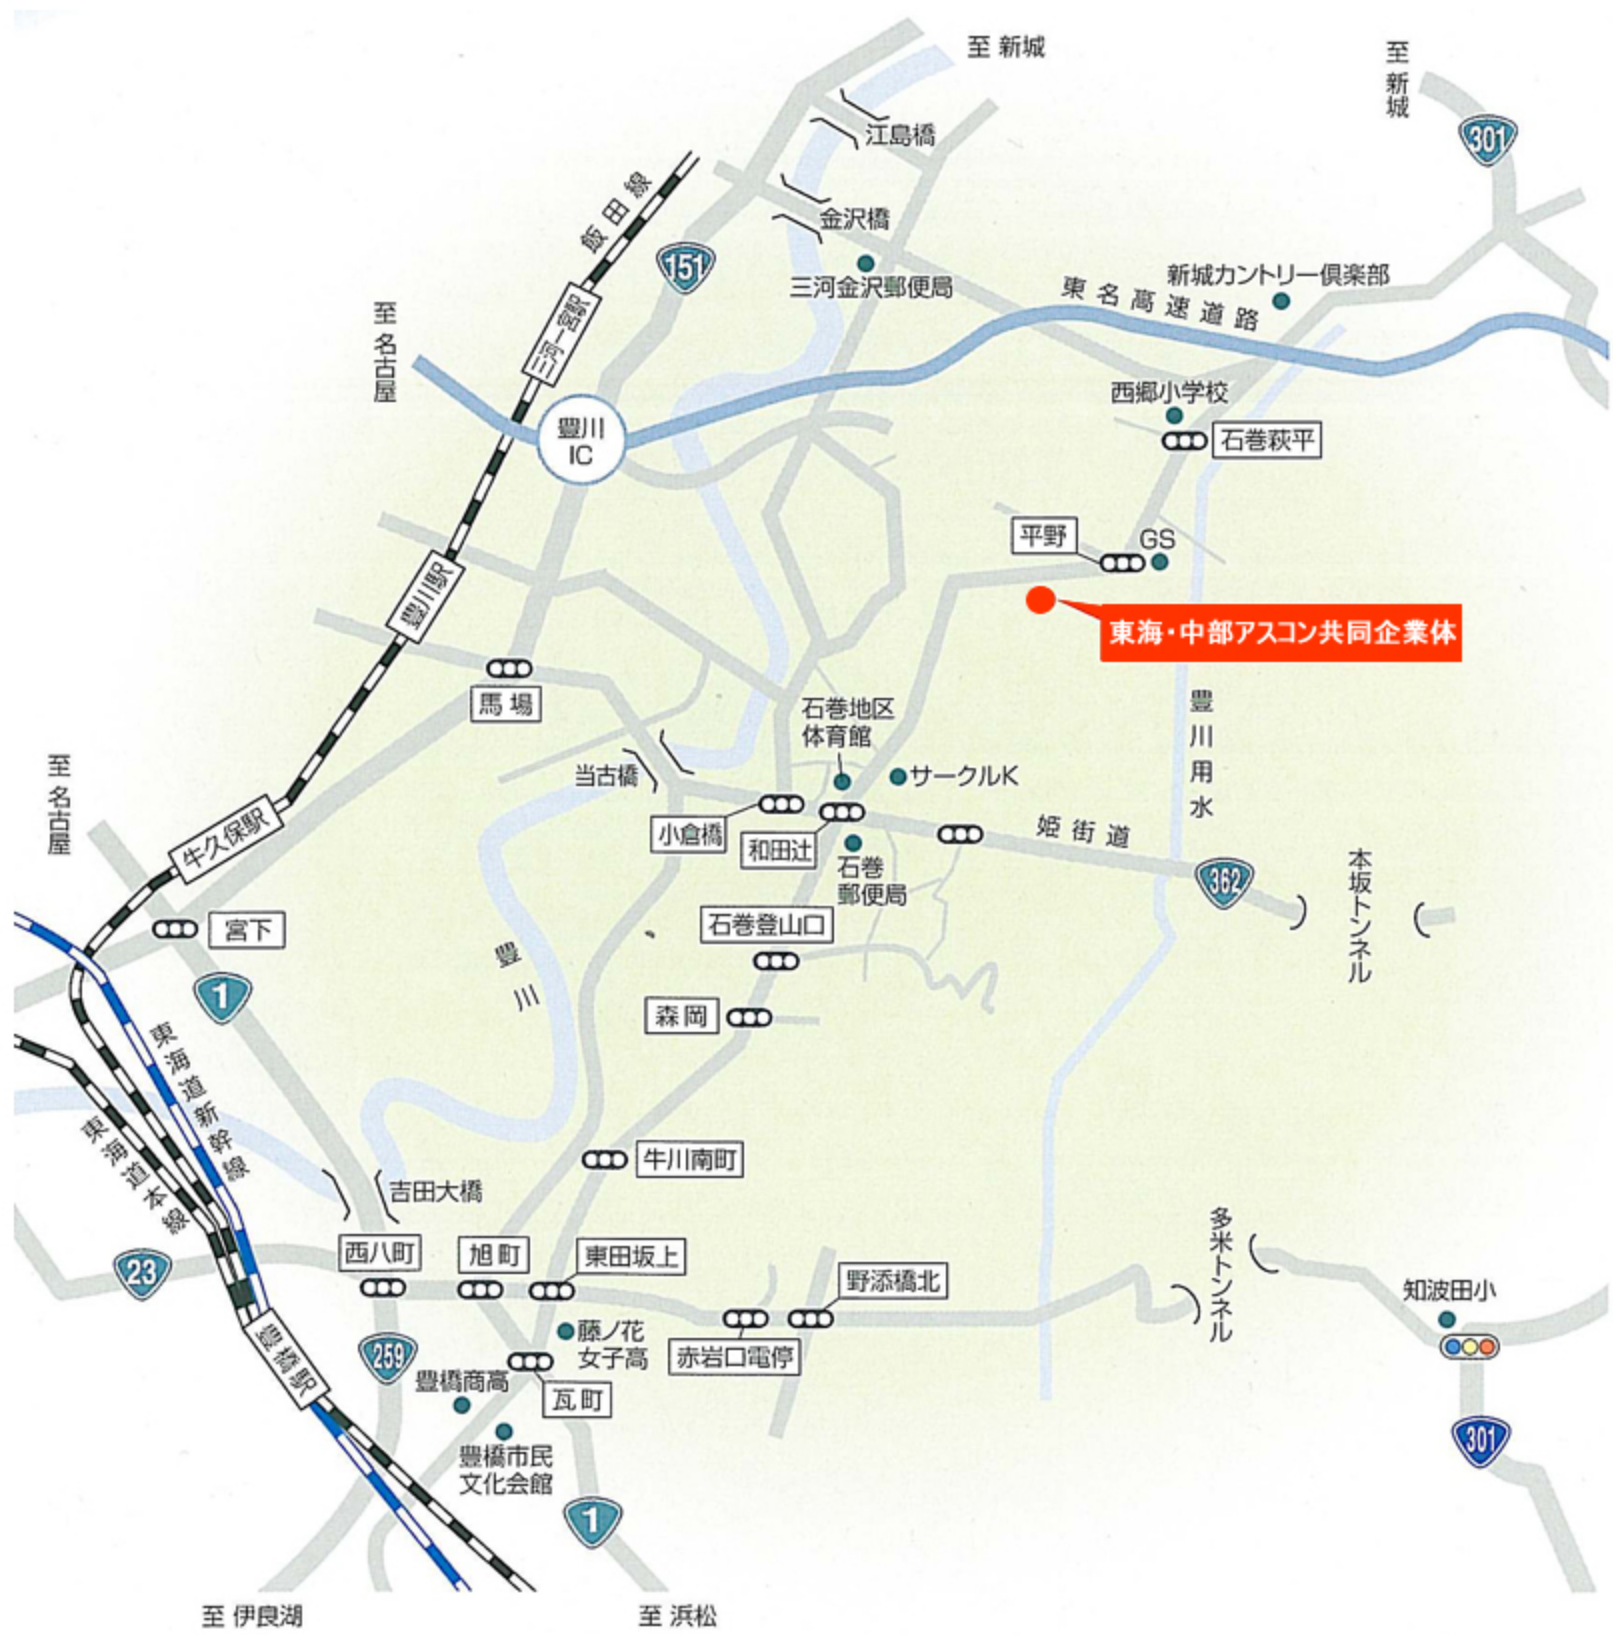 至 新城
至 新城
301
江島橋
飯田線
金沢橋
151
三河金沢郵便局
新城カントリー倶楽部
東名高速道路
至 名古屋
三河一宮駅
西郷小学校
豊川
IC
石巻萩平
平野
GS
豊川駅
東海・中部アスコン共同企業体
馬場
石巻地区
体育館
豊川用水
至 名古屋
当古橋
サークルK
小倉橋
和田辻
姫街道
牛久保駅
石巻
郵便局
362
本坂トンネル
宮下
石巻登山口
豊川
1
森岡
東海道新幹線
東海道本線
牛川南町
吉田大橋
西八町
旭町
東田坂上
野添橋北
多米トンネル
23
知波田小
豊橋駅
259
藤ノ花
女子高
赤岩口電停
豊橋商高
瓦町
301
豊橋市民
文化会館
1
至 伊良湖
至 浜松